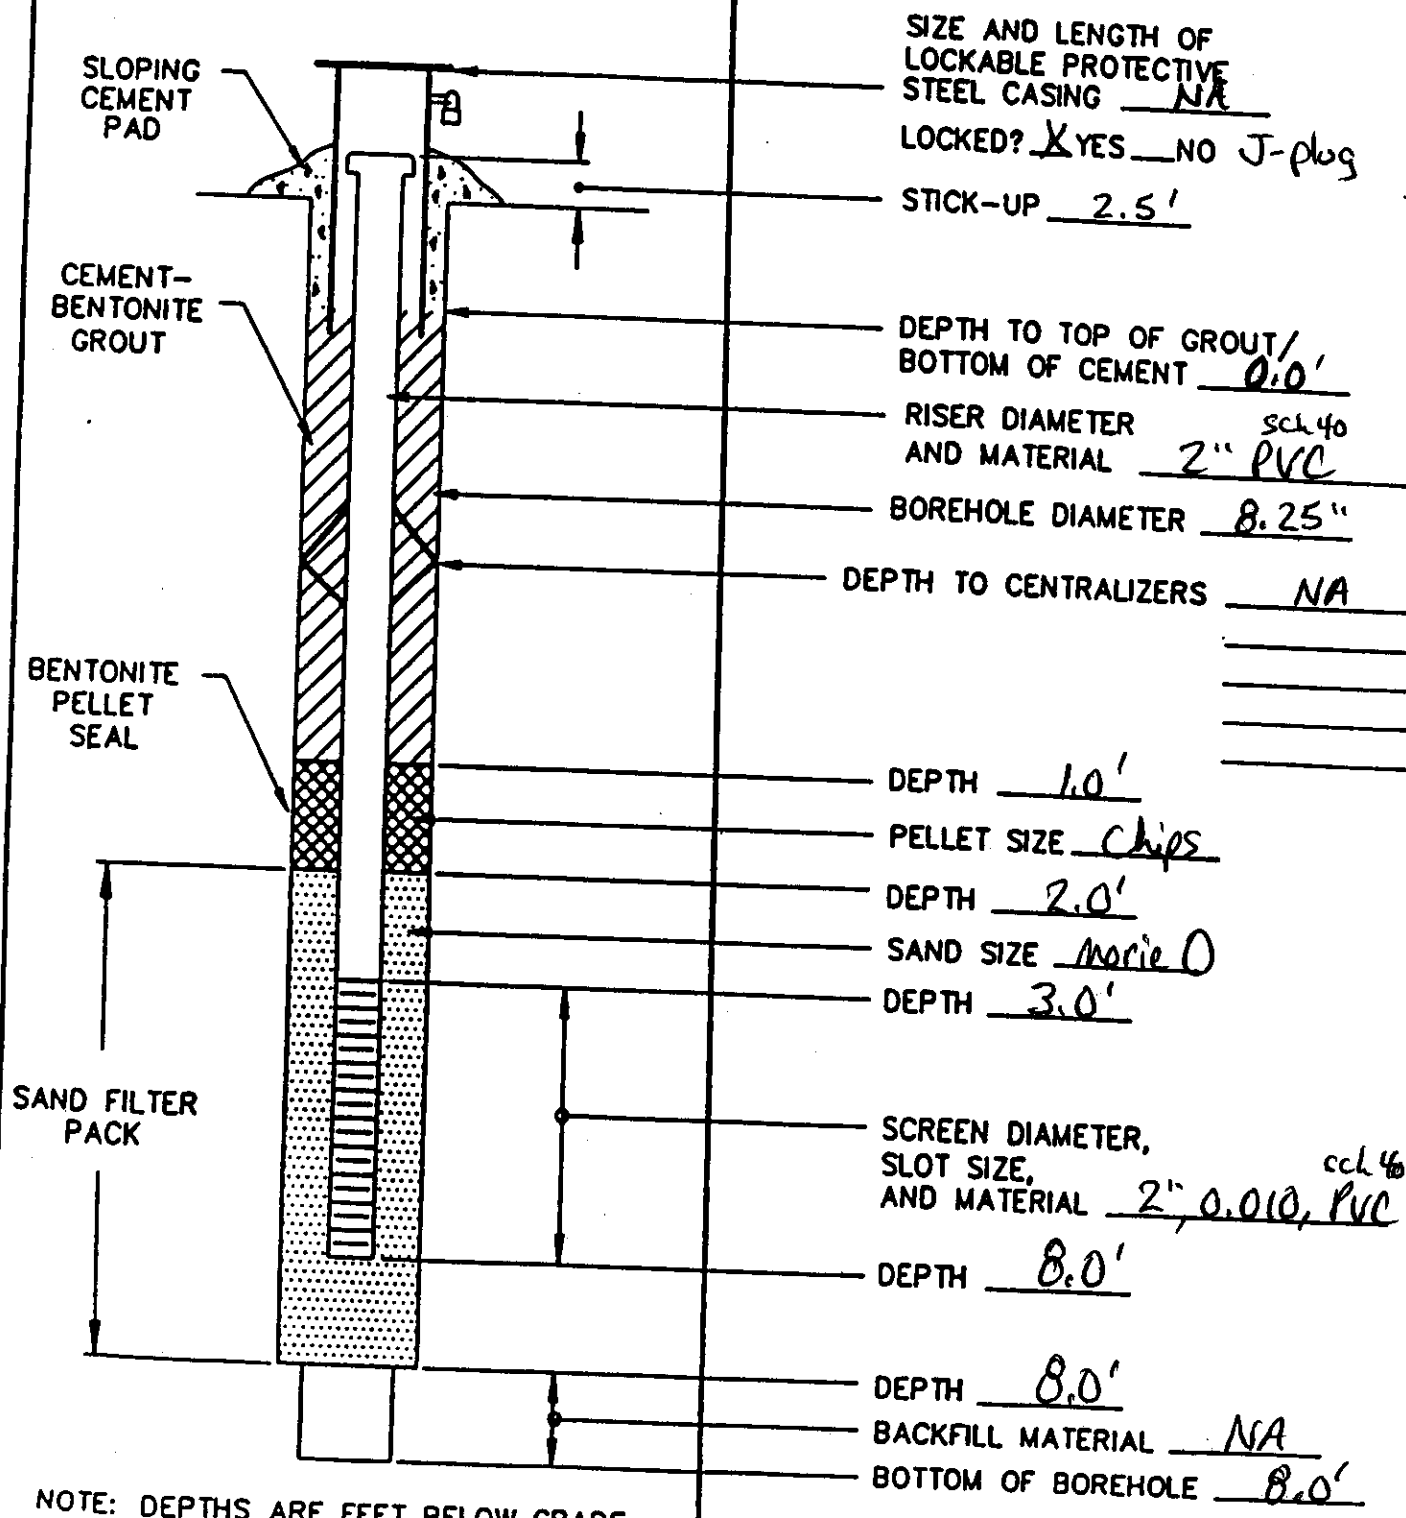 SLOPING
CEMENT
PAD
CEMENT-
BENTONITE
GROUT
BENTONITE
PELLET
SEAL
SAND FILTER
PACK
SIZE AND LENGTH OF
LOCKABLE PROTECTIVE
STEEL CASING NA
LOCKED? X YES __ NO J-plug
STICK-UP 2.5'
DEPTH TO TOP OF GROUT/
BOTTOM OF CEMENT 0.0'
RISER DIAMETER sch 40
AND MATERIAL 2" PVC
BOREHOLE DIAMETER 8.25"
DEPTH TO CENTRALIZERS NA
DEPTH 1.0'
PELLET SIZE Chips
DEPTH 2.0'
SAND SIZE Morie 0
DEPTH 3.0'
SCREEN DIAMETER,
SLOT SIZE, sch 40
AND MATERIAL 2", 0.010, PVC
DEPTH 8.0'
DEPTH 8.0'
BACKFILL MATERIAL NA
BOTTOM OF BOREHOLE 8.0'
NOTE: DEPTHS ARE FEET BELOW GRADE